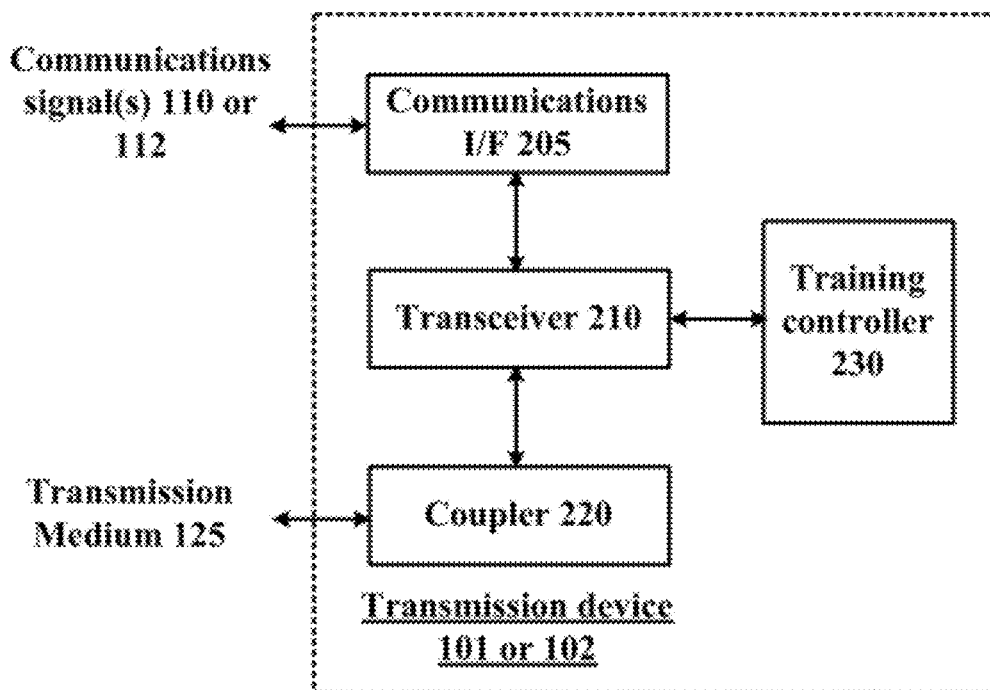 Communications
signal(s) 110 or
112
Communications
I/F 205
Transceiver 210
Training
controller
230
Transmission
Medium 125
Coupler 220
Transmission device
101 or 102